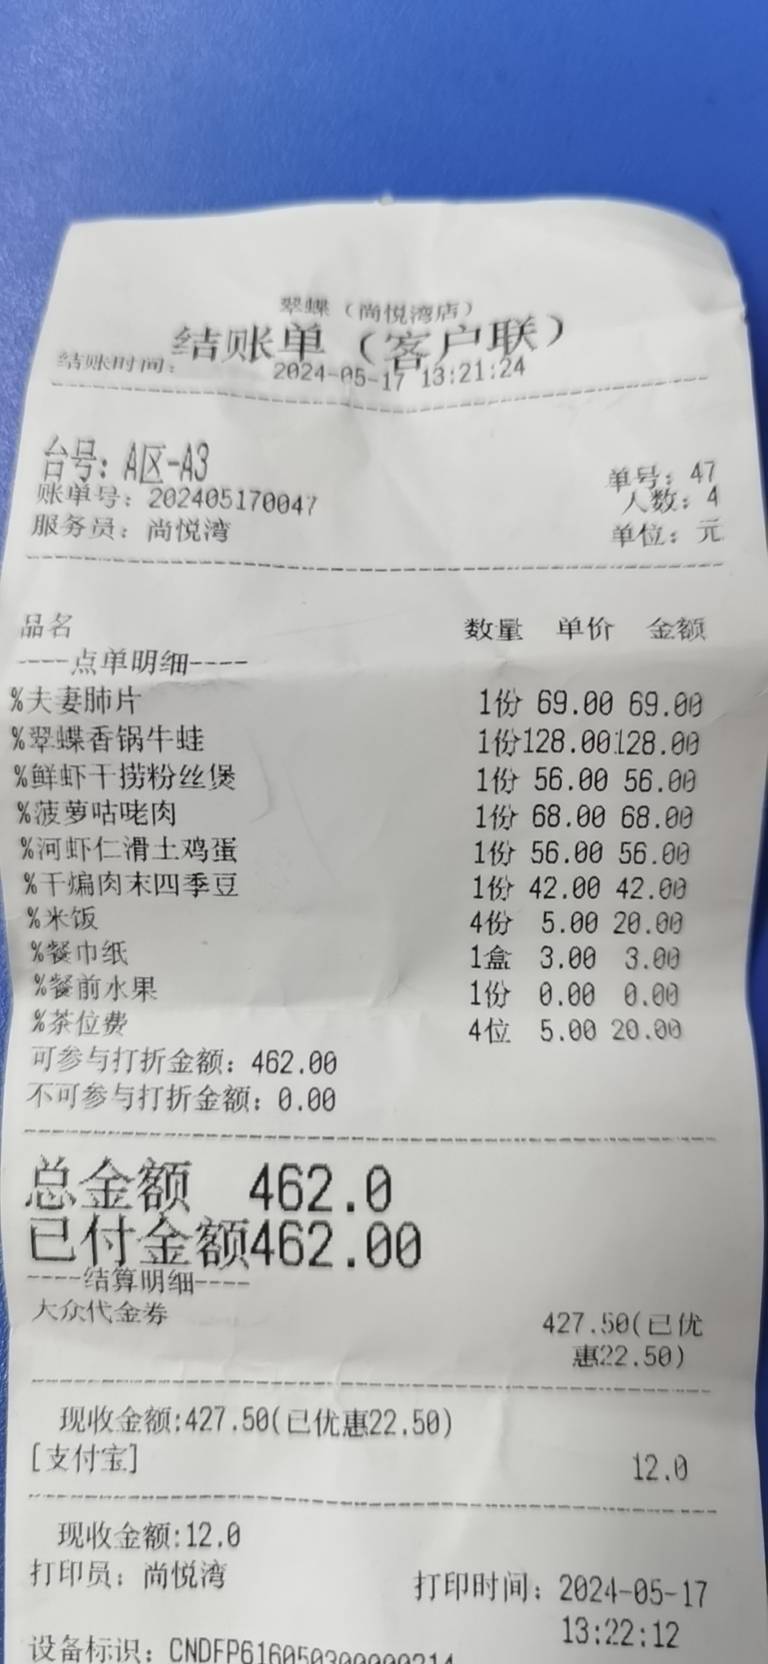 翠蝶（尚悦湾店）
结账单（客户联）
结账时间： 2024-05-17 13:21:24
台号：A区-A3
单号：47
账单号：202405170047 人数：4
服务员：尚悦湾 单位：元
品名 数量 单价 金额
----点单明细----
%夫妻肺片 1份 69.00 69.00
%翠蝶香锅牛蛙 1份128.00128.00
%鲜虾干捞粉丝煲 1份 56.00 56.00
%菠萝咕咾肉 1份 68.00 68.00
%河虾仁滑土鸡蛋 1份 56.00 56.00
%干煸肉末四季豆 1份 42.00 42.00
%米饭 4份 5.00 20.00
%餐巾纸 1盒 3.00 3.00
%餐前水果 1份 0.00 0.00
%茶位费 4位 5.00 20.00
可参与打折金额：462.00
不可参与打折金额：0.00
总金额 462.0
已付金额462.00
----结算明细----
大众代金券 427.50(已优
惠22.50)
现收金额:427.50(已优惠22.50)
[支付宝] 12.0
现收金额:12.0
打印员：尚悦湾 打印时间：2024-05-17
13:22:12
设备标识：